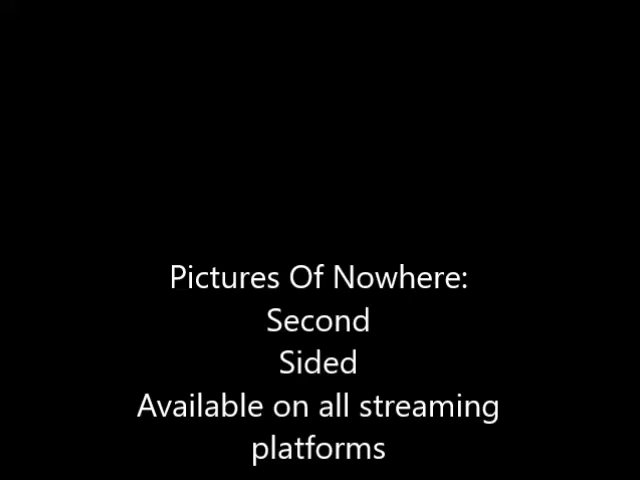 Pictures Of Nowhere:
Second
Sided
Available on all streaming
platforms